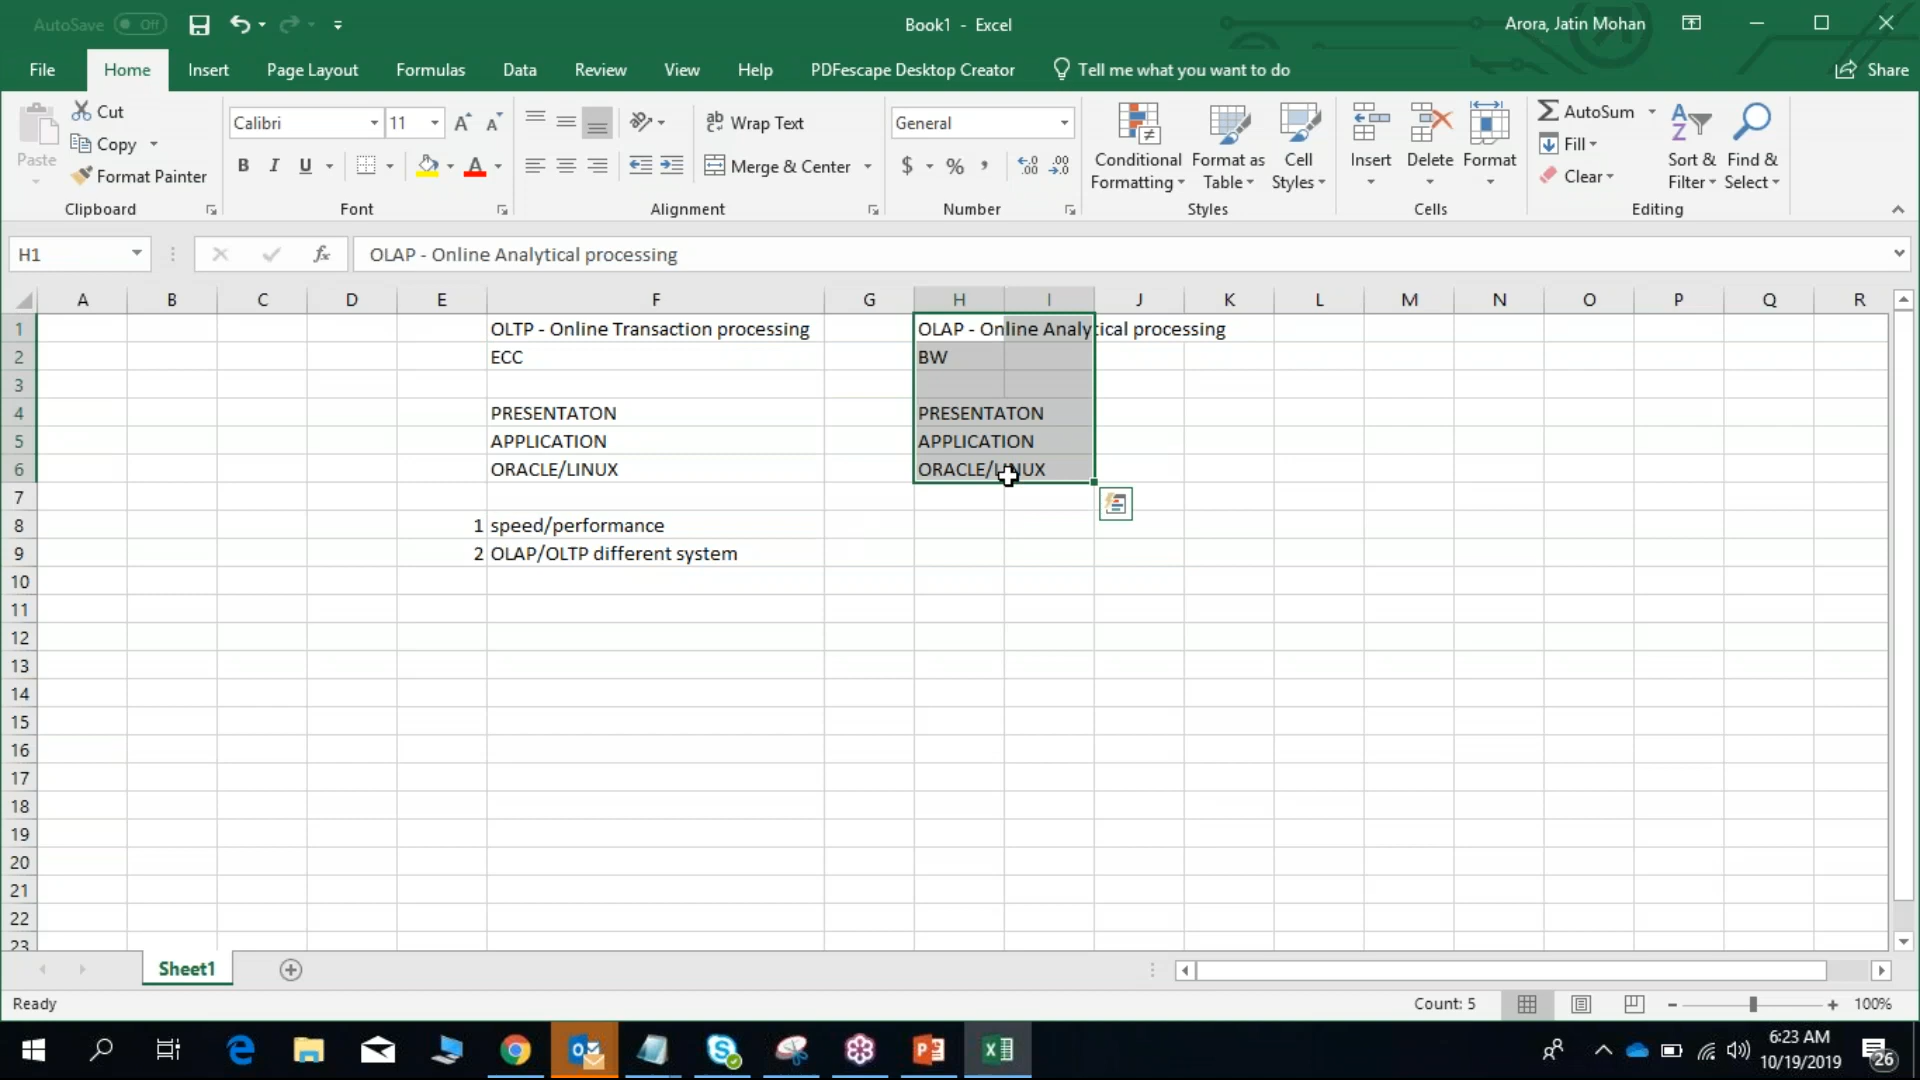 AutoSave Off
Book1 - Excel
Arora, Jatin Mohan
File Home Insert Page Layout Formulas Data Review View Help PDFescape Desktop Creator Tell me what you want to do Share
Paste
Cut
Copy
Format Painter
Clipboard
Calibri 11
B I U A
Font
ab Wrap Text
Merge & Center
Alignment
General
$ % ,
Number
Conditional Formatting
Format as Table
Cell Styles
Styles
Insert
Delete
Format
Cells
AutoSum
Fill
Clear
Sort & Filter
Find & Select
Editing
H1 fx OLAP - Online Analytical processing
A B C D E F G H I J K L M N O P Q R
1 OLTP - Online Transaction processing OLAP - Online Analytical processing
2 ECC BW
3
4 PRESENTATON PRESENTATON
5 APPLICATION APPLICATION
6 ORACLE/LINUX ORACLE/LINUX
7
8 1 speed/performance
9 2 OLAP/OLTP different system
10
11
12
13
14
15
16
17
18
19
20
21
22
23
Sheet1
Ready Count: 5 100%
6:23 AM
10/19/2019
26